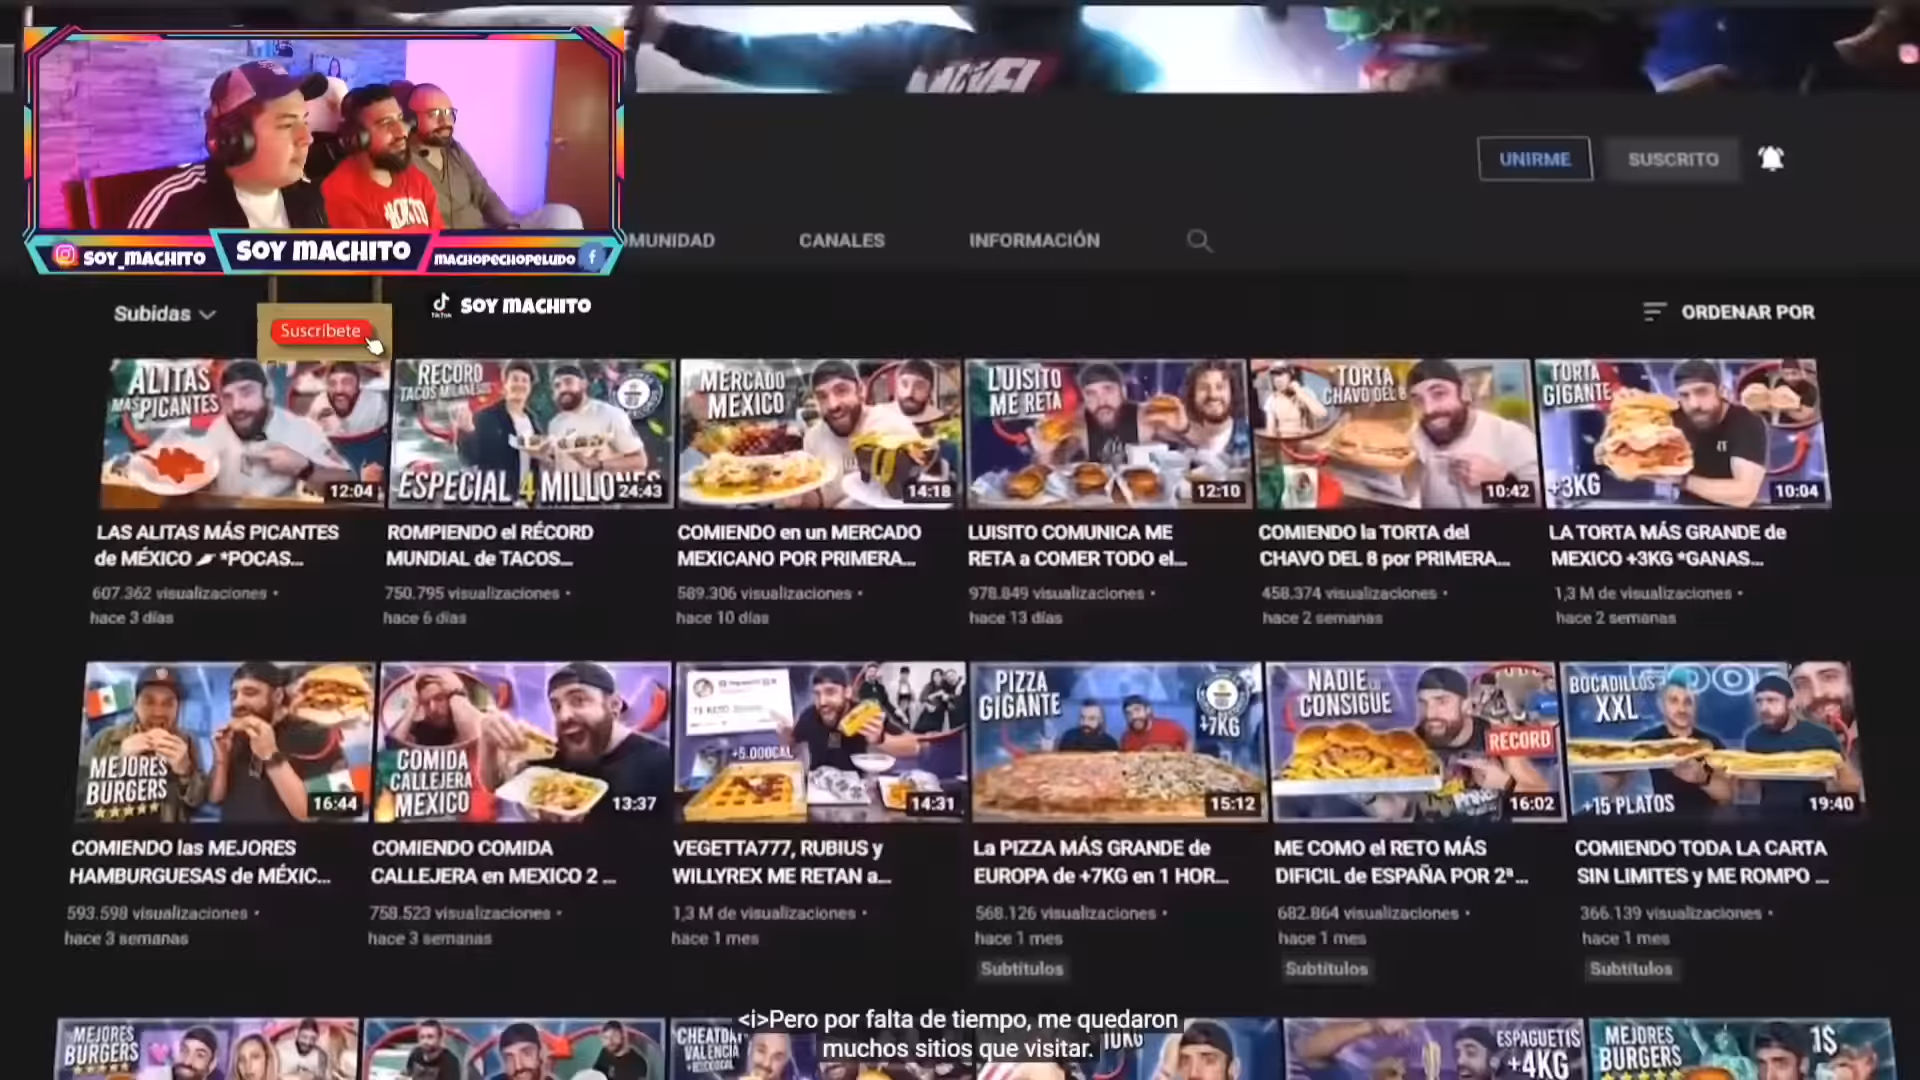 MARVEL
UNIRME
SUSCRITO
MUNIDAD
CANALES
INFORMACIÓN
SOY_MACHITO
SOY MACHITO
MACHOPECHOPELUDO
SOY MACHITO
Suscríbete
Subidas
ORDENAR POR
ALITAS
MAS PICANTES
12:04
RECORD
TACOS MILANESOS
ESPECIAL 4 MILLONES
24:43
MERCADO
MEXICO
14:18
LUISITO
ME RETA
12:10
TORTA
CHAVO DEL 8
10:42
TORTA
GIGANTE
+3KG
10:04
LAS ALITAS MÁS PICANTES
de MÉXICO 🌶 *POCAS...
607.362 visualizaciones •
hace 3 días
ROMPIENDO el RÉCORD
MUNDIAL de TACOS...
750.795 visualizaciones •
hace 6 días
COMIENDO en un MERCADO
MEXICANO POR PRIMERA...
589.306 visualizaciones •
hace 10 días
LUISITO COMUNICA ME
RETA a COMER TODO el...
978.849 visualizaciones •
hace 13 días
COMIENDO la TORTA del
CHAVO DEL 8 por PRIMERA...
458.374 visualizaciones •
hace 2 semanas
LA TORTA MÁS GRANDE de
MEXICO +3KG *GANAS...
1,3 M de visualizaciones •
hace 2 semanas
MEJORES
BURGERS
16:44
COMIDA
CALLEJERA
MEXICO
13:37
+5.000CAL
14:31
PIZZA
GIGANTE
+7KG
15:12
NADIE LO
CONSIGUE
RECORD
16:02
BOCADILLOS
XXL
+15 PLATOS
19:40
COMIENDO las MEJORES
HAMBURGUESAS de MÉXIC...
593.598 visualizaciones •
hace 3 semanas
COMIENDO COMIDA
CALLEJERA en MEXICO 2 ...
758.523 visualizaciones •
hace 3 semanas
VEGETTA777, RUBIUS y
WILLYREX ME RETAN a...
1,3 M de visualizaciones •
hace 1 mes
La PIZZA MÁS GRANDE de
EUROPA de +7KG en 1 HOR...
568.126 visualizaciones •
hace 1 mes
Subtítulos
ME COMO el RETO MÁS
DIFICIL de ESPAÑA POR 2ª...
682.864 visualizaciones •
hace 1 mes
Subtítulos
COMIENDO TODA LA CARTA
SIN LIMITES y ME ROMPO ...
366.139 visualizaciones •
hace 1 mes
Subtítulos
MEJORES
BURGERS
CHEATDAY
VALENCIA
10KG
ESPAGUETIS
+4KG
MEJORES
BURGERS
1$
<i>Pero por falta de tiempo, me quedaron
muchos sitios que visitar.